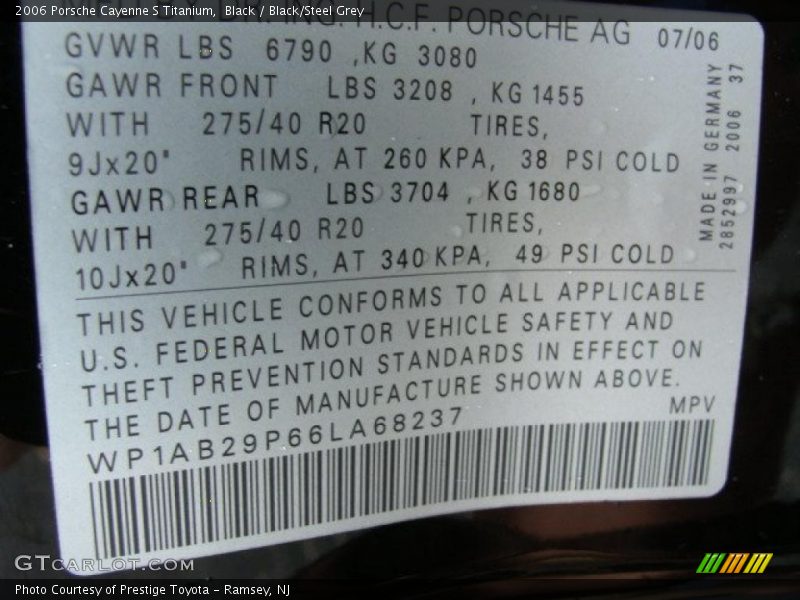 2006 Porsche Cayenne S Titanium, Black / Black/Steel Grey
DR. ING. H.C.F. PORSCHE AG 07/06
GVWR LBS 6790 ,KG 3080
GAWR FRONT LBS 3208 , KG 1455
WITH 275/40 R20 TIRES,
9Jx20" RIMS, AT 260 KPA, 38 PSI COLD
GAWR REAR LBS 3704 , KG 1680
WITH 275/40 R20 TIRES,
10Jx20" RIMS, AT 340 KPA, 49 PSI COLD
MADE IN GERMANY
2852997 2006 37
THIS VEHICLE CONFORMS TO ALL APPLICABLE
U.S. FEDERAL MOTOR VEHICLE SAFETY AND
THEFT PREVENTION STANDARDS IN EFFECT ON
THE DATE OF MANUFACTURE SHOWN ABOVE.
WP1AB29P66LA68237 MPV
GTcarlot.com
Photo Courtesy of Prestige Toyota - Ramsey, NJ